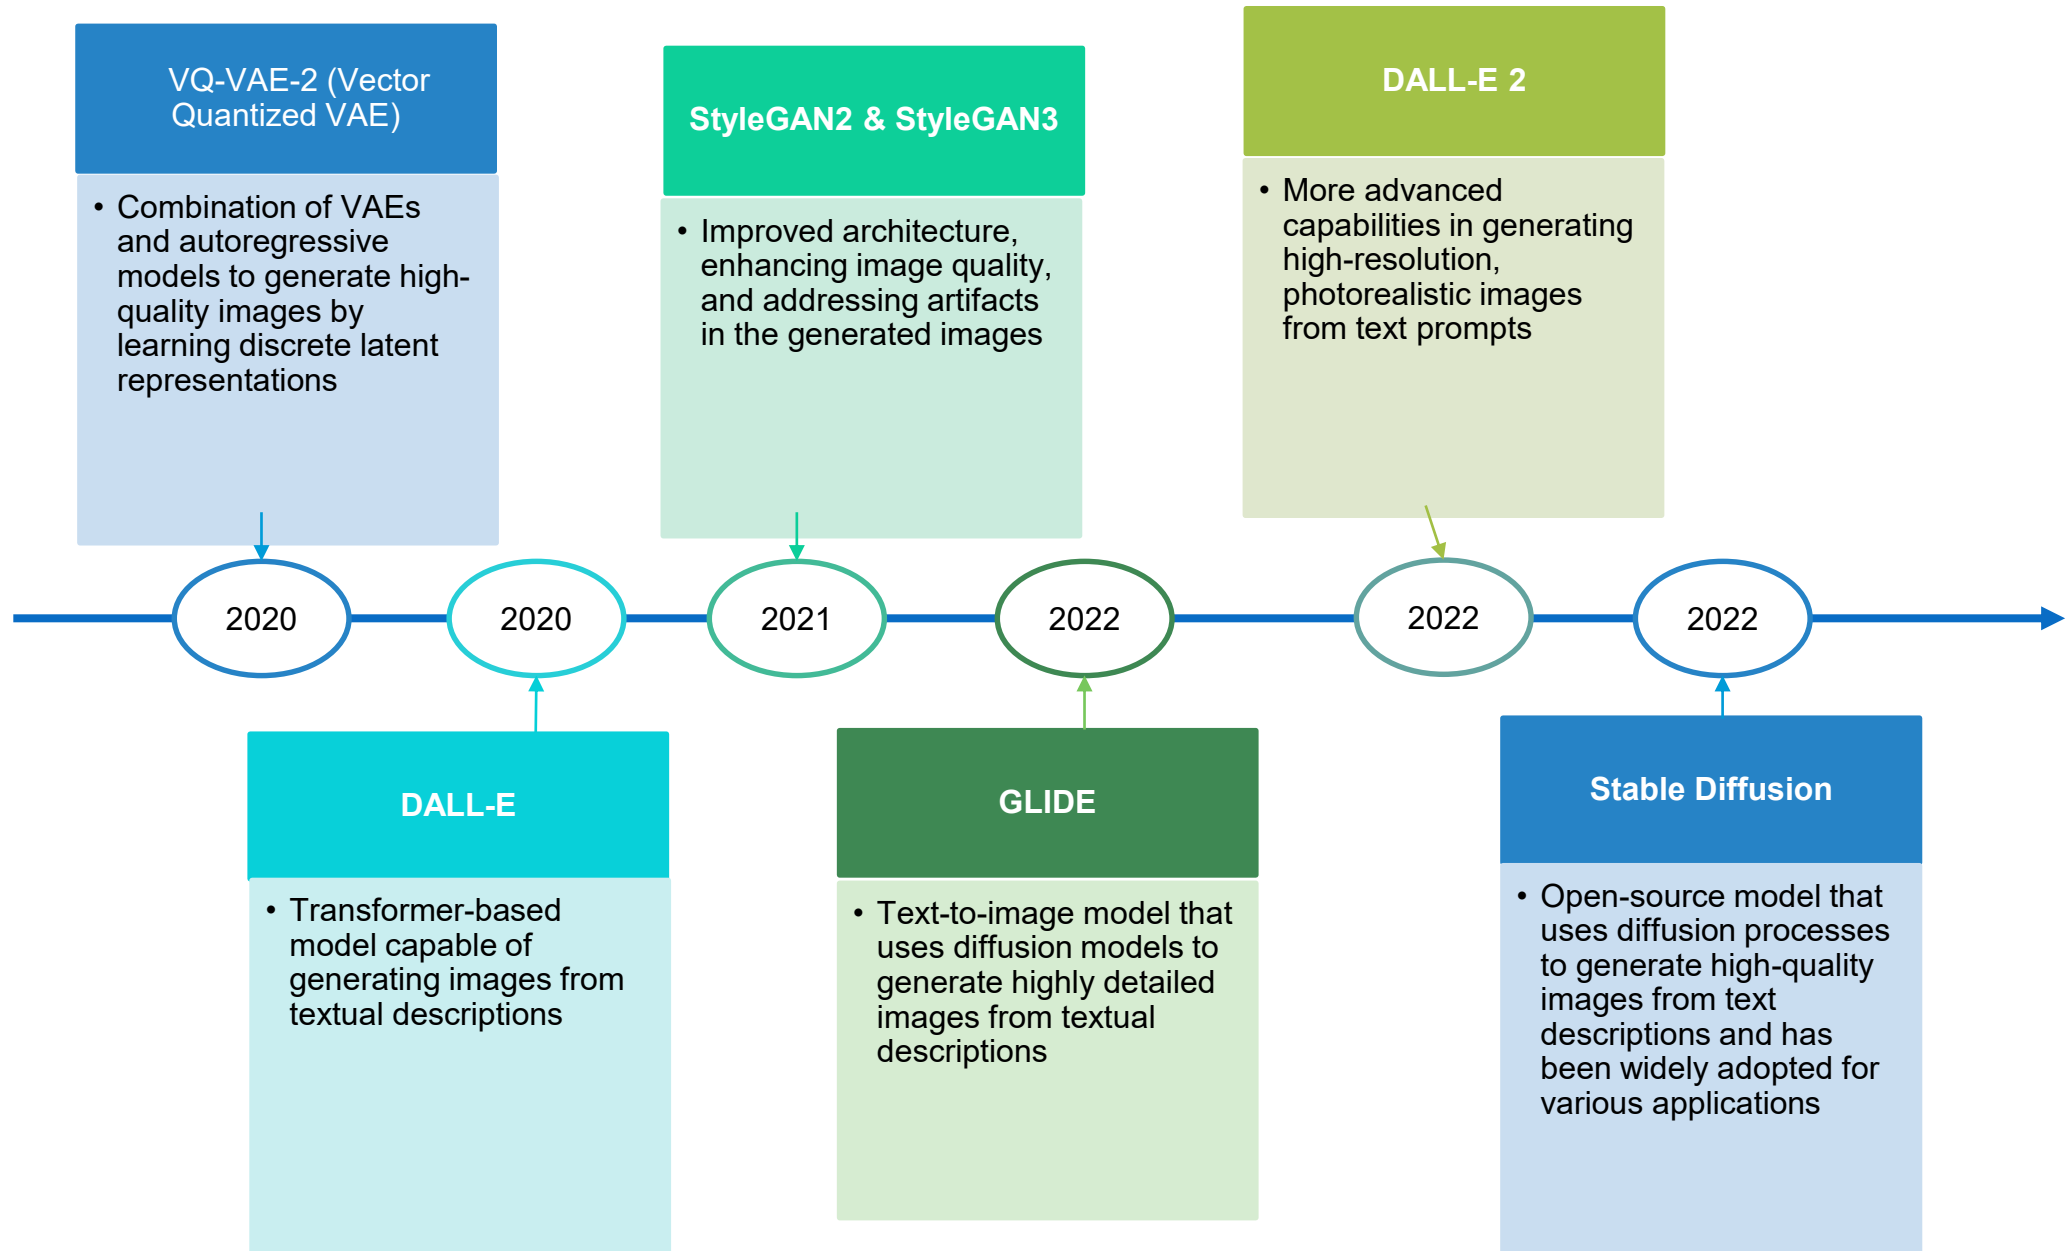 VQ-VAE-2 (Vector
Quantized VAE)
• Combination of VAEs
and autoregressive
models to generate high-
quality images by
learning discrete latent
representations
StyleGAN2 & StyleGAN3
• Improved architecture,
enhancing image quality,
and addressing artifacts
in the generated images
DALL-E 2
• More advanced
capabilities in generating
high-resolution,
photorealistic images
from text prompts
2020
2020
2021
2022
2022
2022
DALL-E
• Transformer-based
model capable of
generating images from
textual descriptions
GLIDE
• Text-to-image model that
uses diffusion models to
generate highly detailed
images from textual
descriptions
Stable Diffusion
• Open-source model that
uses diffusion processes
to generate high-quality
images from text
descriptions and has
been widely adopted for
various applications